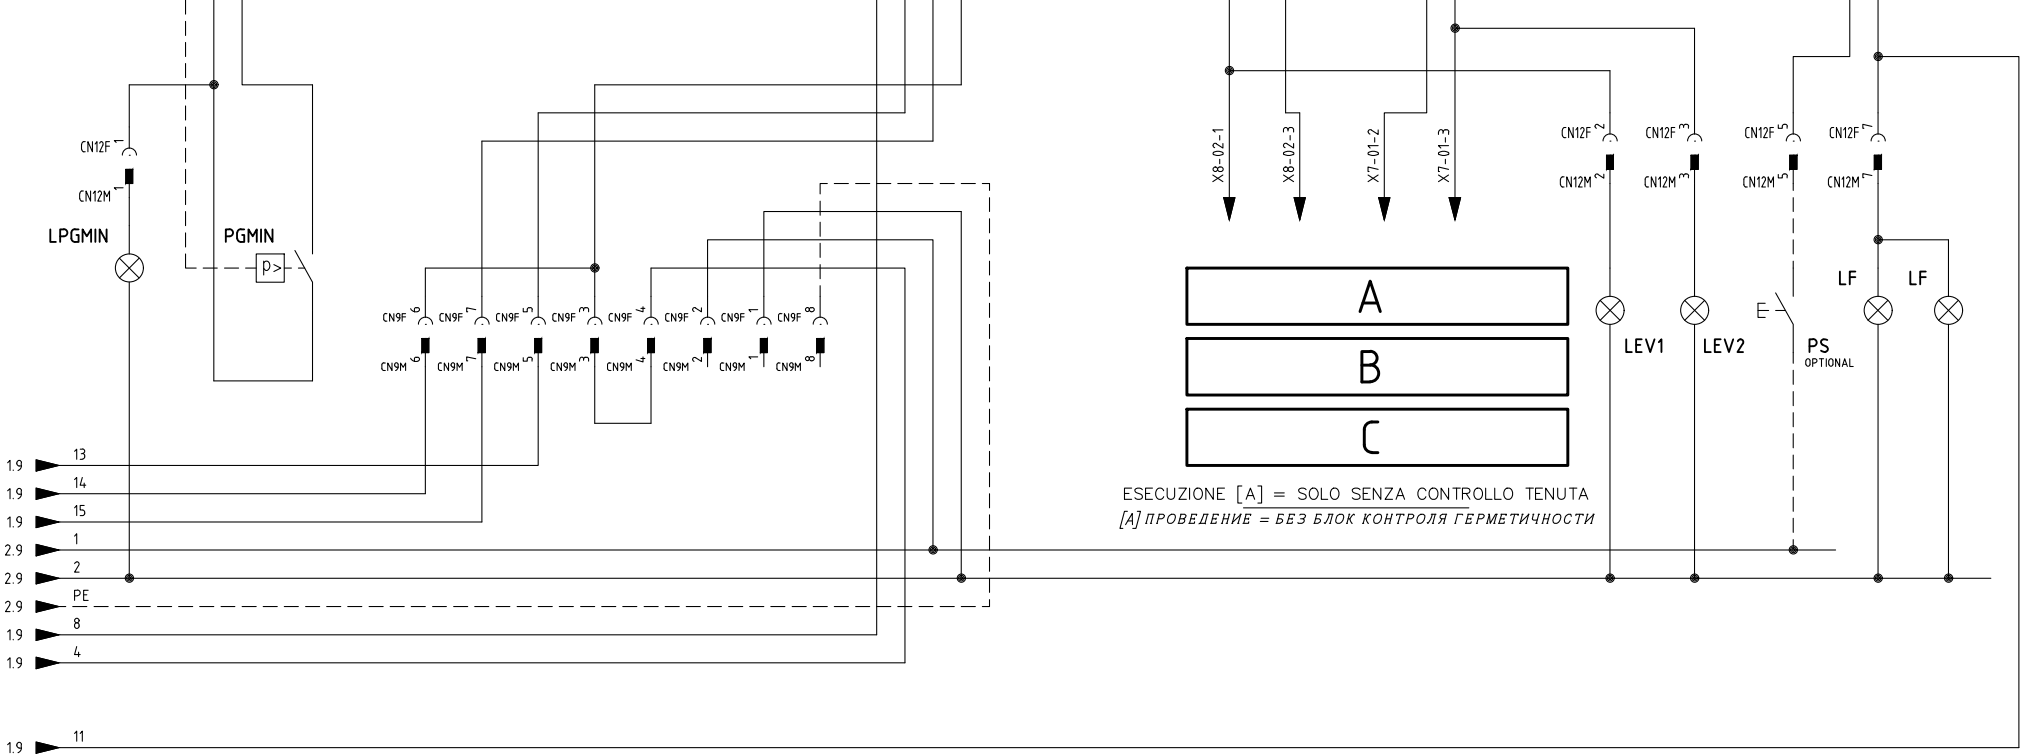 X8-02-1
X8-02-3
X7-01-2
X7-01-3
CN12F 1
CN12M 1
CN12F 2
CN12M 2
CN12F 3
CN12M 3
CN12F 5
CN12M 5
CN12F 7
CN12M 7
LPGMIN
PGMIN
p>
CN9F 6
CN9F 7
CN9F 5
CN9F 3
CN9F 4
CN9F 2
CN9F 1
CN9F 8
CN9M 6
CN9M 7
CN9M 5
CN9M 3
CN9M 4
CN9M 2
CN9M 1
CN9M 8
A
B
C
LF
LF
LEV1
LEV2
PS
OPTIONAL
ESECUZIONE [A] = SOLO SENZA CONTROLLO TENUTA
[A] ПРОВЕДЕНИЕ = БЕЗ БЛОК КОНТРОЛЯ ГЕРМЕТИЧНОСТИ
1.9 13
1.9 14
1.9 15
2.9 1
2.9 2
2.9 PE
1.9 8
1.9 4
1.9 11